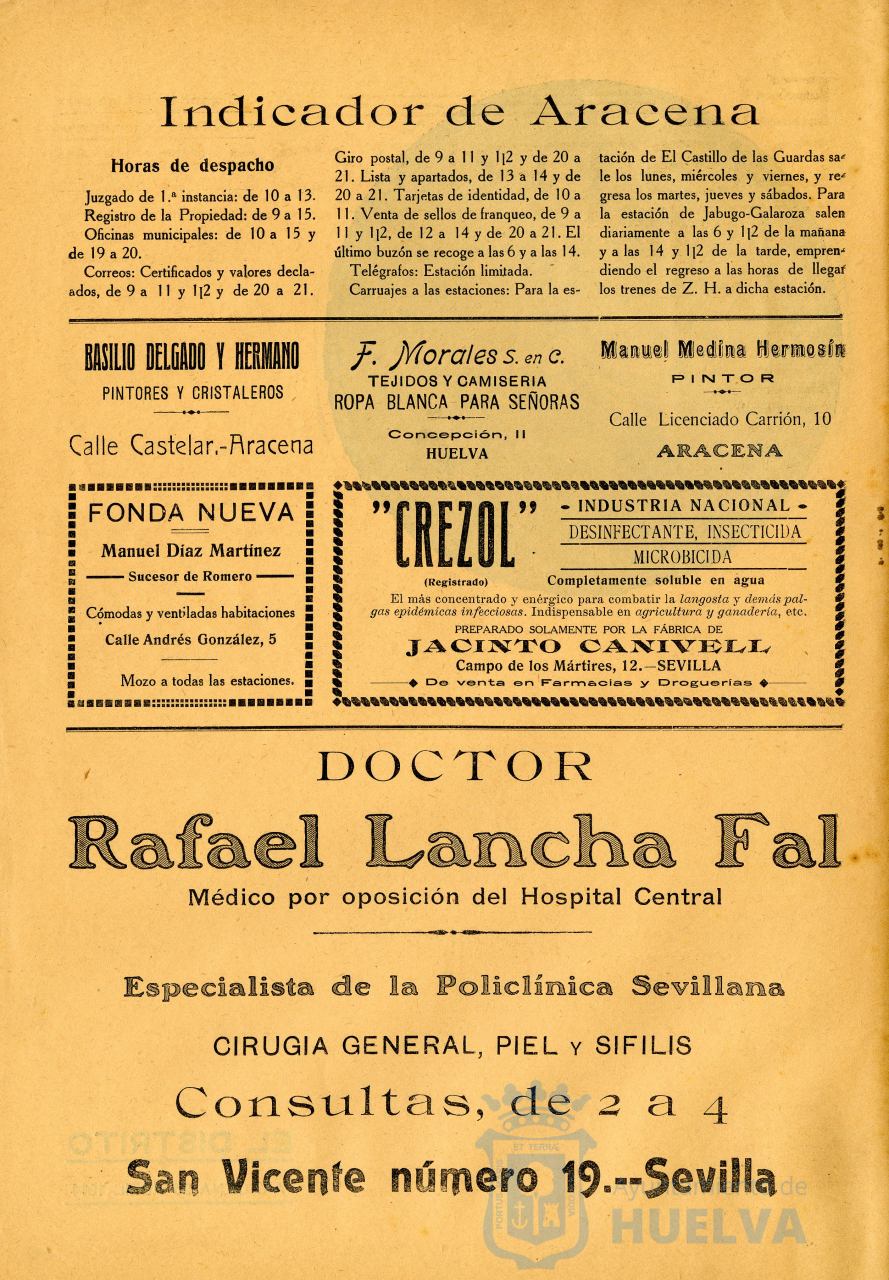 Indicador de Aracena
Horas de despacho
Juzgado de 1.ª instancia: de 10 a 13.
Registro de la Propiedad: de 9 a 15.
Oficinas municipales: de 10 a 15 y
de 19 a 20.
Correos: Certificados y valores decla-
ados, de 9 a 11 y 1|2 y de 20 a 21.
Giro postal, de 9 a 11 y 1|2 y de 20 a
21. Lista y apartados, de 13 a 14 y de
20 a 21. Tarjetas de identidad, de 10 a
11. Venta de sellos de franqueo, de 9 a
11 y 1|2, de 12 a 14 y de 20 a 21. El
último buzón se recoge a las 6 y a las 14.
Telégrafos: Estación limitada.
Carruajes a las estaciones: Para la es-
tación de El Castillo de las Guardas sa-
le los lunes, miércoles y viernes, y re-
gresa los martes, jueves y sábados. Para
la estación de Jabugo-Galaroza salen
diariamente a las 6 y 1|2 de la mañana
y a las 14 y 1|2 de la tarde, empren-
diendo el regreso a las horas de llegar
los trenes de Z. H. a dicha estación.
BASILIO DELGADO Y HERMANO
PINTORES Y CRISTALEROS
Calle Castelar.-Aracena
F. Morales S. en C.
TEJIDOS Y CAMISERIA
ROPA BLANCA PARA SEÑORAS
Concepción, 11
HUELVA
Manuel Medina Hermosín
PINTOR
Calle Licenciado Carrión, 10
ARACENA
FONDA NUEVA
Manuel Díaz Martínez
Sucesor de Romero
Cómodas y ventiladas habitaciones
Calle Andrés González, 5
Mozo a todas las estaciones.
"CREZOL"
(Registrado)
- INDUSTRIA NACIONAL -
DESINFECTANTE, INSECTICIDA
MICROBICIDA
Completamente soluble en agua
El más concentrado y enérgico para combatir la langosta y demás pal-
gas epidémicas infecciosas. Indispensable en agricultura y ganadería, etc.
PREPARADO SOLAMENTE POR LA FÁBRICA DE
JACINTO CANIVELL
Campo de los Mártires, 12.—SEVILLA
De venta en Farmacias y Droguerías
DOCTOR
Rafael Lancha Fal
Médico por oposición del Hospital Central
Especialista de la Policlínica Sevillana
CIRUGIA GENERAL, PIEL Y SIFILIS
Consultas, de 2 a 4
San Vicente número 19.--Sevilla
Ayuntamiento de
HUELVA